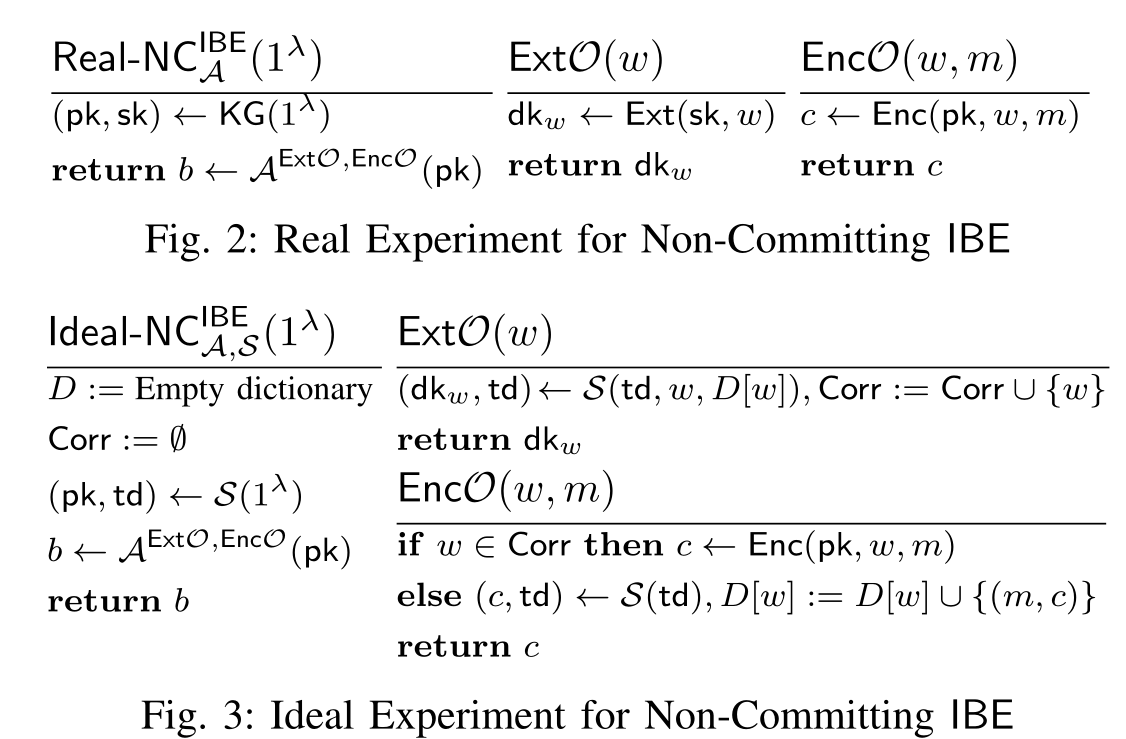 Real-NC^{IBE}_{𝒜}(1^λ)
(pk, sk) ← KG(1^λ)
return b ← 𝒜^{Ext𝒪,Enc𝒪}(pk)
Ext𝒪(w)
dk_w ← Ext(sk, w)
return dk_w
Enc𝒪(w, m)
c ← Enc(pk, w, m)
return c
Fig. 2: Real Experiment for Non-Committing IBE
Ideal-NC^{IBE}_{𝒜,𝒮}(1^λ)
D := Empty dictionary
Corr := ∅
(pk, td) ← 𝒮(1^λ)
b ← 𝒜^{Ext𝒪,Enc𝒪}(pk)
return b
Ext𝒪(w)
(dk_w, td) ← 𝒮(td, w, D[w]), Corr := Corr ∪ {w}
return dk_w
Enc𝒪(w, m)
if w ∈ Corr then c ← Enc(pk, w, m)
else (c, td) ← 𝒮(td), D[w] := D[w] ∪ {(m, c)}
return c
Fig. 3: Ideal Experiment for Non-Committing IBE